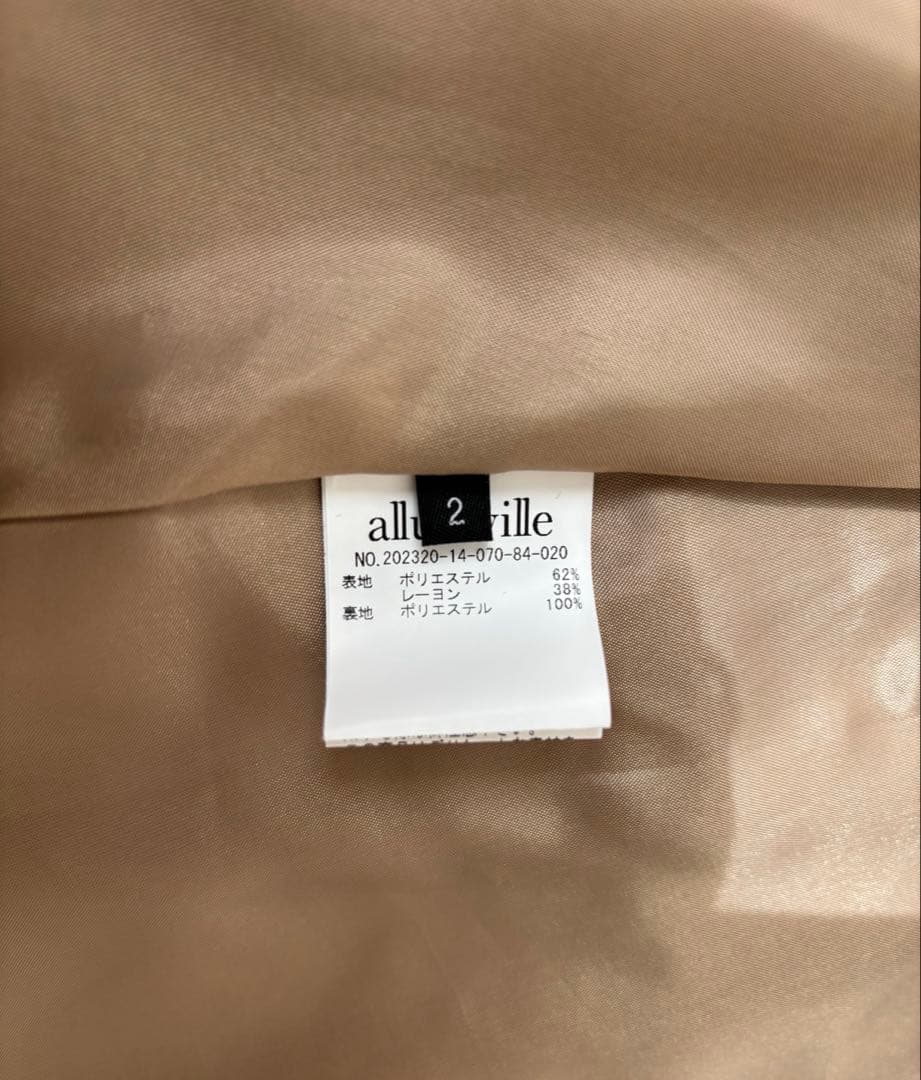 2
ville
NO.202320-14-070-84-020
表地 ポリエステル 62%
レーヨン 38%
裏地 ポリエステル 100%